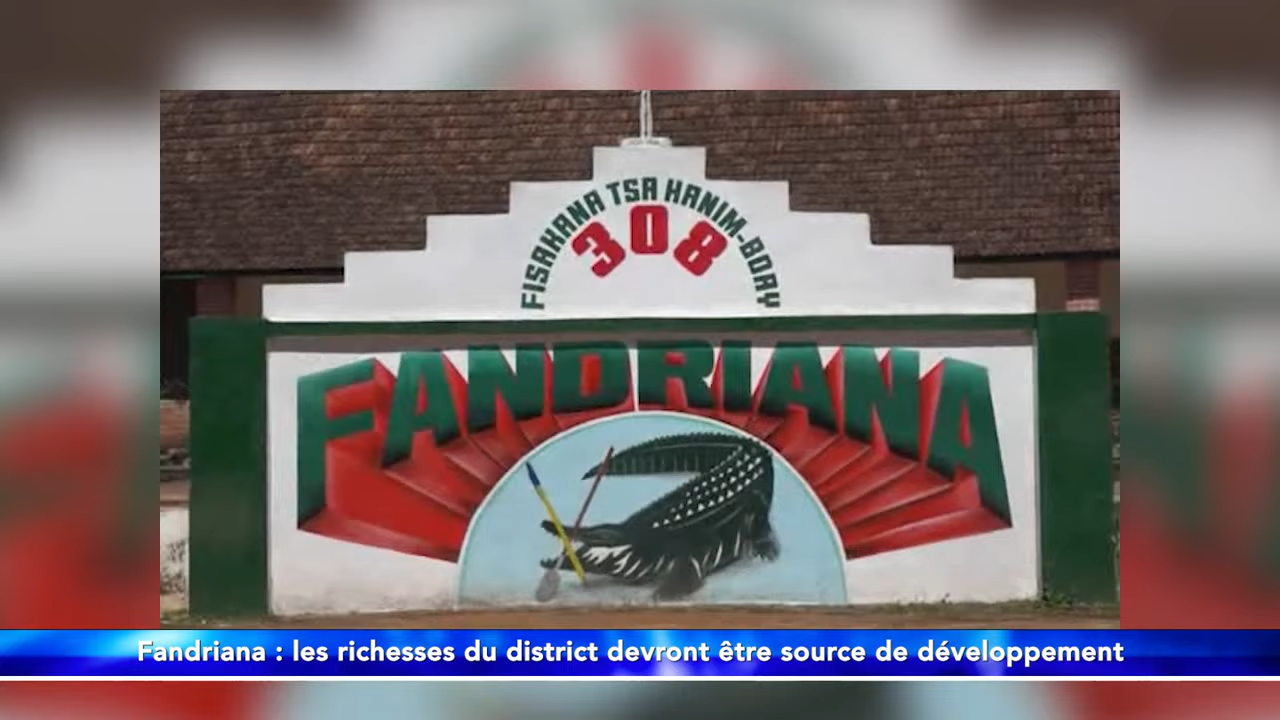 FISAKANA TSA HANIM-BOAY
308
FANDRIANA
Fandriana : les richesses du district devront être source de développement